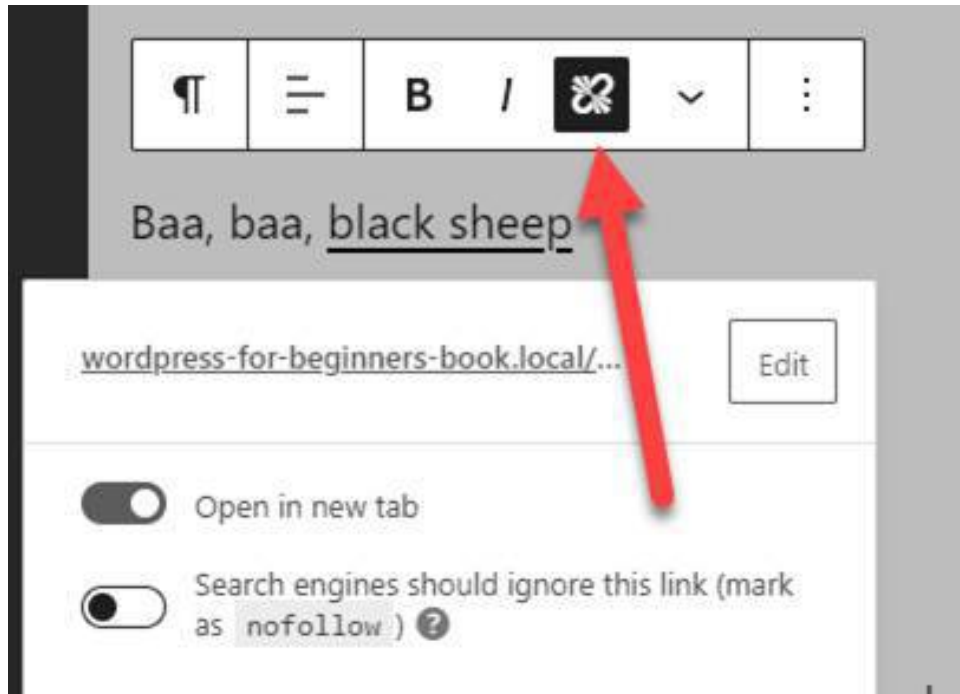 ¶ B I
Baa, baa, black sheep
wordpress-for-beginners-book.local/...
Edit
Open in new tab
Search engines should ignore this link (mark
as nofollow ) ?